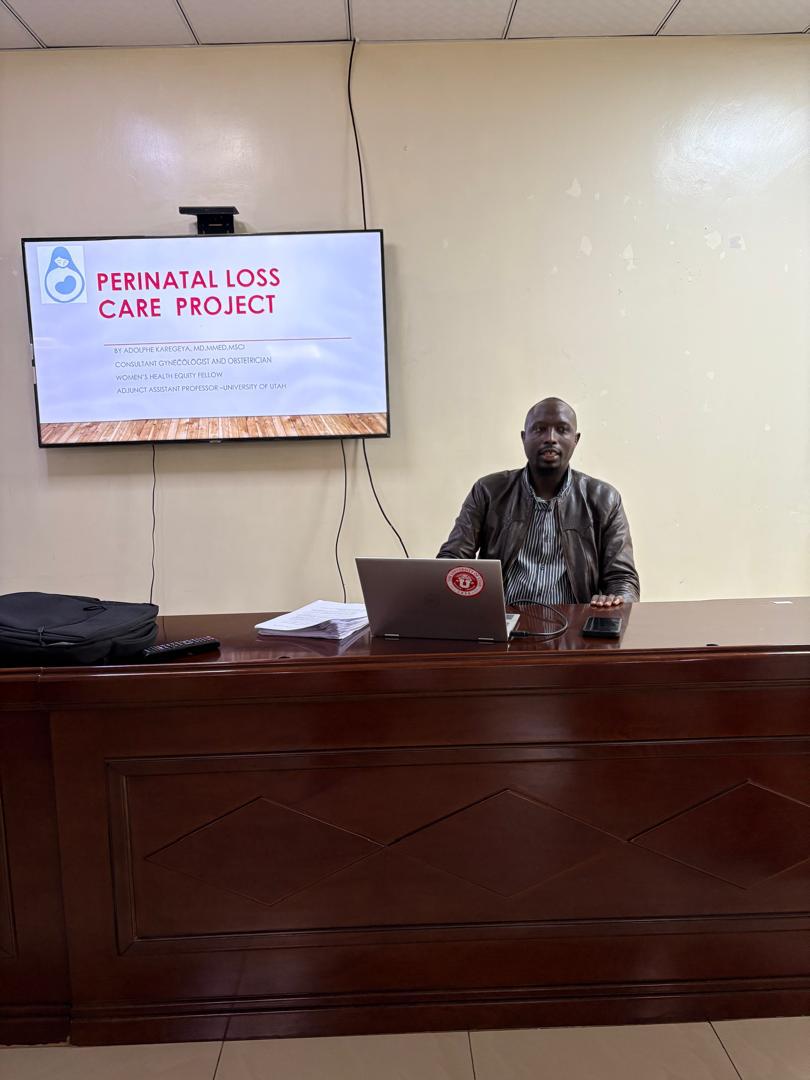 PERINATAL LOSS
CARE PROJECT
BY ADOLPHE KAREGEYA, MD.MMED,MSCI
CONSULTANT GYNECOLOGIST AND OBSTETRICIAN
WOMEN'S HEALTH EQUITY FELLOW
ADJUNCT ASSISTANT PROFESSOR –UNIVERSITY OF UTAH
U